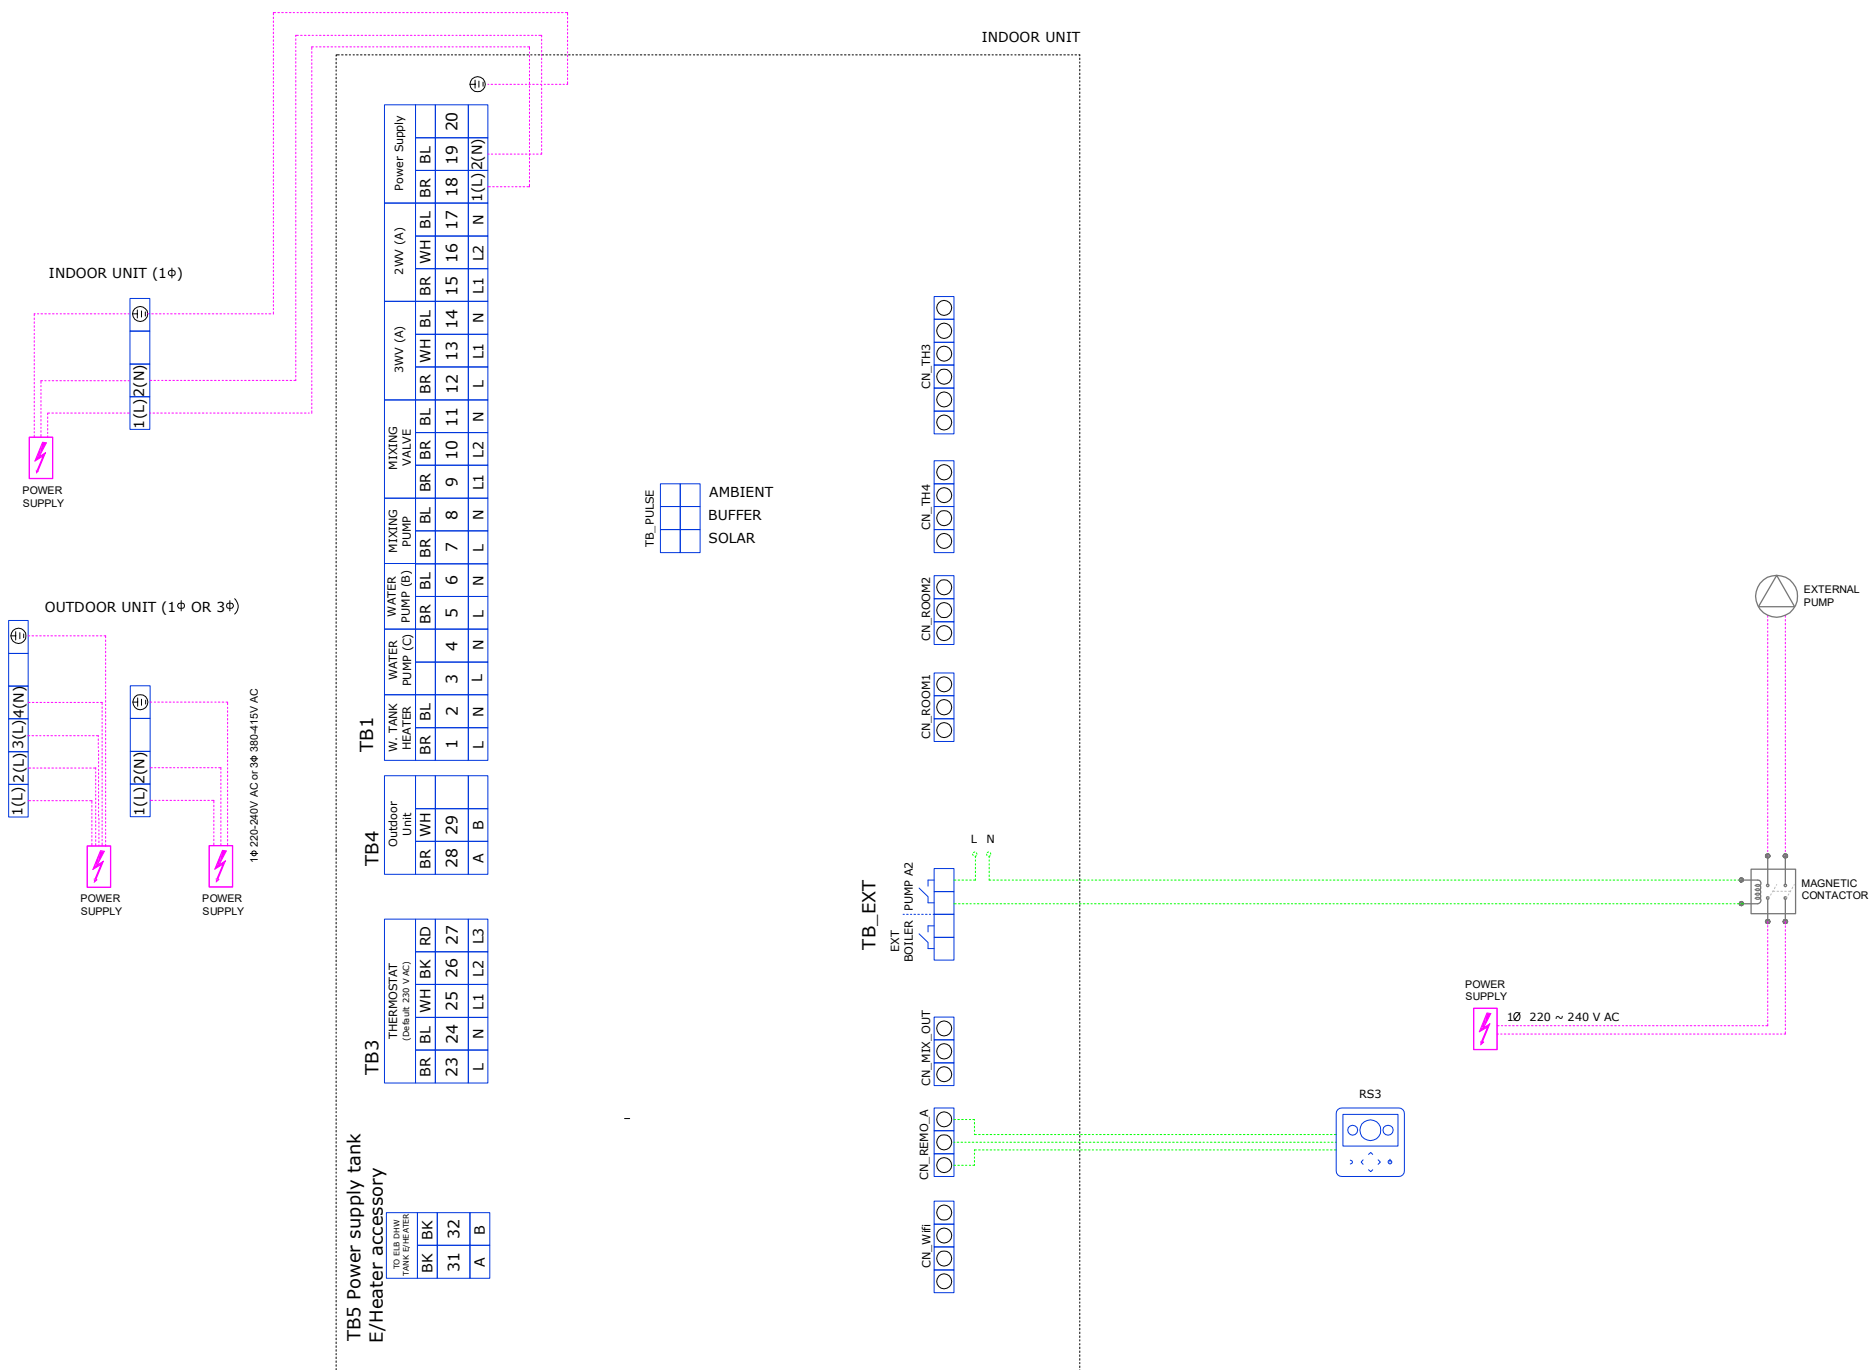 INDOOR UNIT
INDOOR UNIT (1Φ)
1(L) 2(N)
POWER
SUPPLY
OUTDOOR UNIT (1Φ OR 3Φ)
1(L) 2(L) 3(L) 4(N)
1(L) 2(N)
1Φ 220-240V AC or 3Φ 380-415V AC
POWER
SUPPLY
POWER
SUPPLY
TB1
W. TANK
HEATER
WATER
PUMP (C)
WATER
PUMP (B)
MIXING
PUMP
MIXING
VALVE
3WV (A)
2WV (A)
Power Supply
BR BL BR BL BR BL BR BR BL BR WH BL BR WH BL BR BL
1 2 3 4 5 6 7 8 9 10 11 12 13 14 15 16 17 18 19 20
L N L N L N L N L1 L2 N L L1 N L1 L2 N 1(L) 2(N)
TB4
Outdoor
Unit
BR WH
28 29
A B
TB3
THERMOSTAT
(Default 230 V AC)
BR BL WH BK RD
23 24 25 26 27
L N L1 L2 L3
TB5 Power supply tank
E/Heater accessory
TO ELB DHW
TANK E/HEATER
BK BK
31 32
A B
TB_PULSE
AMBIENT
BUFFER
SOLAR
–
CN_TH3
CN_TH4
CN_ROOM2
CN_ROOM1
L N
TB_EXT
EXT
BOILER
PUMP A2
CN_MIX_OUT
CN_REMO_A
CN_Wifi
EXTERNAL
PUMP
MAGNETIC
CONTACTOR
POWER
SUPPLY
1Ø 220 ~ 240 V AC
RS3